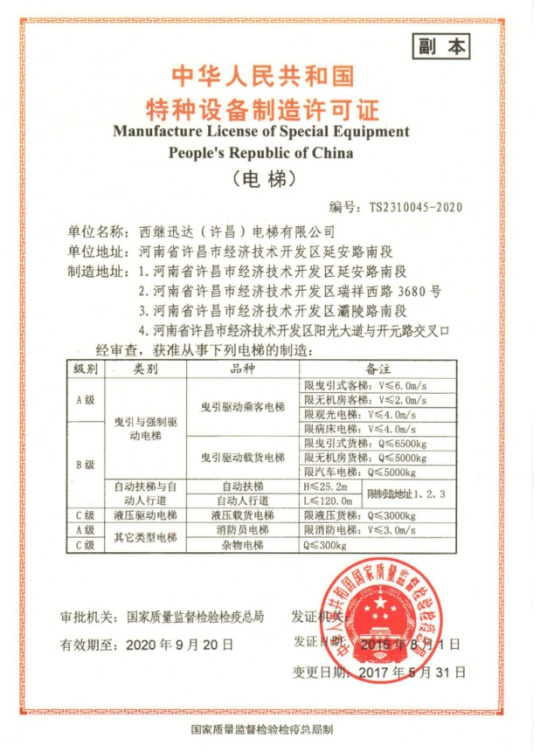 副 本
中华人民共和国
特种设备制造许可证
Manufacture License of Special Equipment
People's Republic of China
（电 梯）
编号：TS2310045-2020
单位名称：西继迅达（许昌）电梯有限公司
单位地址：河南省许昌市经济技术开发区延安路南段
制造地址：1.河南省许昌市经济技术开发区延安路南段
2.河南省许昌市经济技术开发区瑞祥西路 3680 号
3.河南省许昌市经济技术开发区灞陵路南段
4.河南省许昌市经济技术开发区阳光大道与开元路交叉口
经审查，获准从事下列电梯的制造：
级别 类别 品种 备注
A 级 曳引与强制驱动电梯 曳引驱动乘客电梯 限曳引式客梯：V≤6.0m/s
限无机房客梯：V≤2.0m/s
限观光电梯：V≤4.0m/s
B 级 限病床电梯：V≤4.0m/s
曳引驱动载货电梯 限曳引式货梯：Q≤6500kg
限无机房货梯：Q≤5000kg
限汽车电梯：Q≤5000kg
自动扶梯与自动人行道 自动扶梯 H≤25.2m 限制造地址1、2、3
自动人行道 L≤120.0m
C 级 液压驱动电梯 液压载货电梯 限液压货梯：Q≤3000kg
A 级 其它类型电梯 消防员电梯 限消防电梯：V≤3.0m/s
C 级 杂物电梯 Q≤300kg
审批机关：国家质量监督检验检疫总局 发证机关：
中华人民共和国国家质量监督检验检疫总局
有效期至：2020 年 9 月 20 日 发证日期：2016 年 8 月 1 日
变更日期：2017 年 5 月 31 日
国家质量监督检验检疫总局制